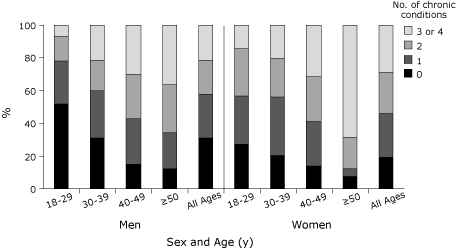 No. of chronic
conditions
3 or 4
2
1
0
100
80
60
40
20
0
%
18-29 30-39 40-49 ≥50 All Ages 18-29 30-39 40-49 ≥50 All Ages
Men Women
Sex and Age (y)